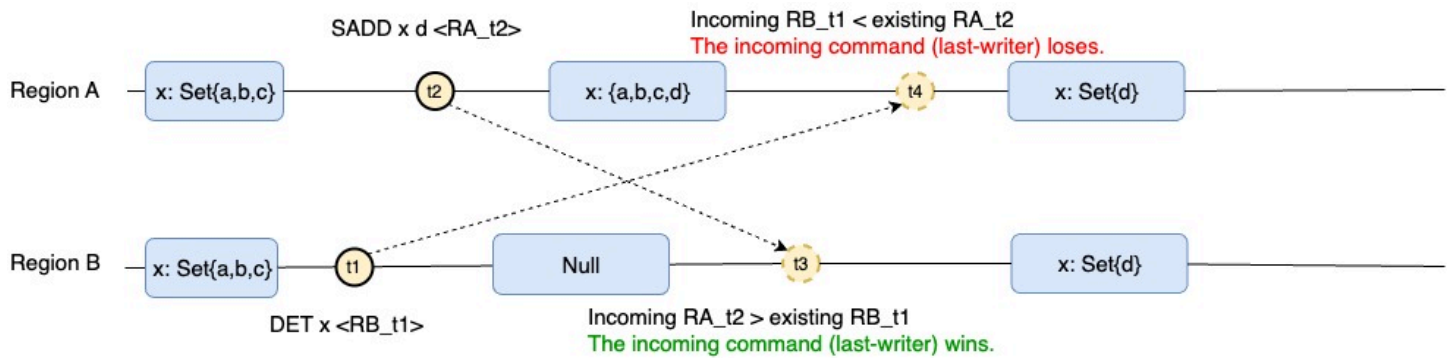 SADD x d <RA_t2>
Incoming RB_t1 < existing RA_t2
The incoming command (last-writer) loses.
Region A
x: Set{a,b,c}
t2
x: {a,b,c,d}
t4
x: Set{d}
Region B
x: Set{a,b,c}
t1
Null
t3
x: Set{d}
DET x <RB_t1>
Incoming RA_t2 > existing RB_t1
The incoming command (last-writer) wins.